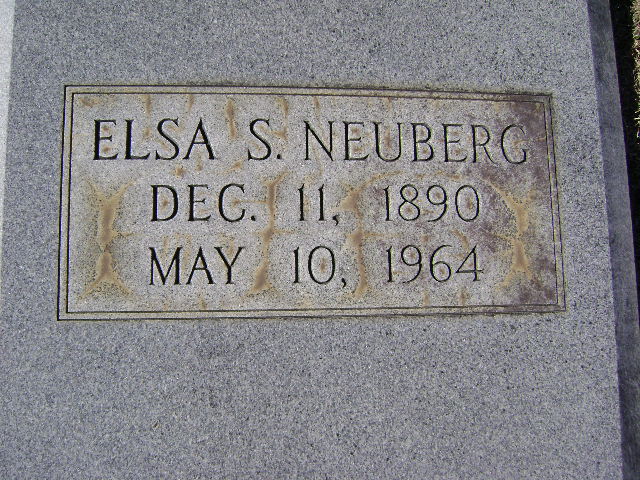 ELSA S. NEUBERG
DEC. 11, 1890
MAY 10, 1964